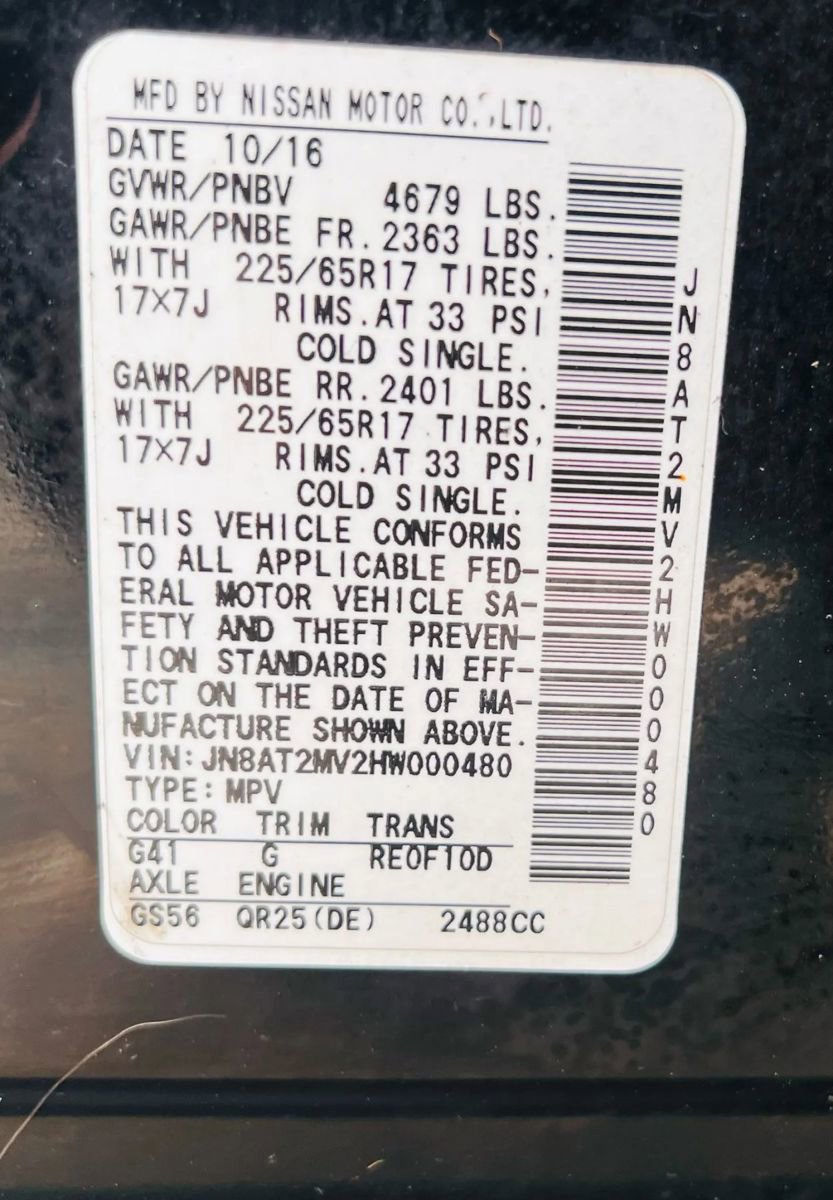 MFD BY NISSAN MOTOR CO.,LTD.
DATE 10/16
GVWR/PNBV 4679 LBS.
GAWR/PNBE FR. 2363 LBS.
WITH 225/65R17 TIRES,
17×7J RIMS.AT 33 PSI
COLD SINGLE.
GAWR/PNBE RR. 2401 LBS.
WITH 225/65R17 TIRES,
17×7J RIMS.AT 33 PSI
COLD SINGLE.
THIS VEHICLE CONFORMS
TO ALL APPLICABLE FED-
ERAL MOTOR VEHICLE SA-
FETY AND THEFT PREVEN-
TION STANDARDS IN EFF-
ECT ON THE DATE OF MA-
NUFACTURE SHOWN ABOVE.
VIN: JN8AT2MV2HW000480
TYPE: MPV
COLOR TRIM TRANS
G41 G RE0F10D
AXLE ENGINE
GS56 QR25(DE) 2488CC
JN8AT2MV2HW000480